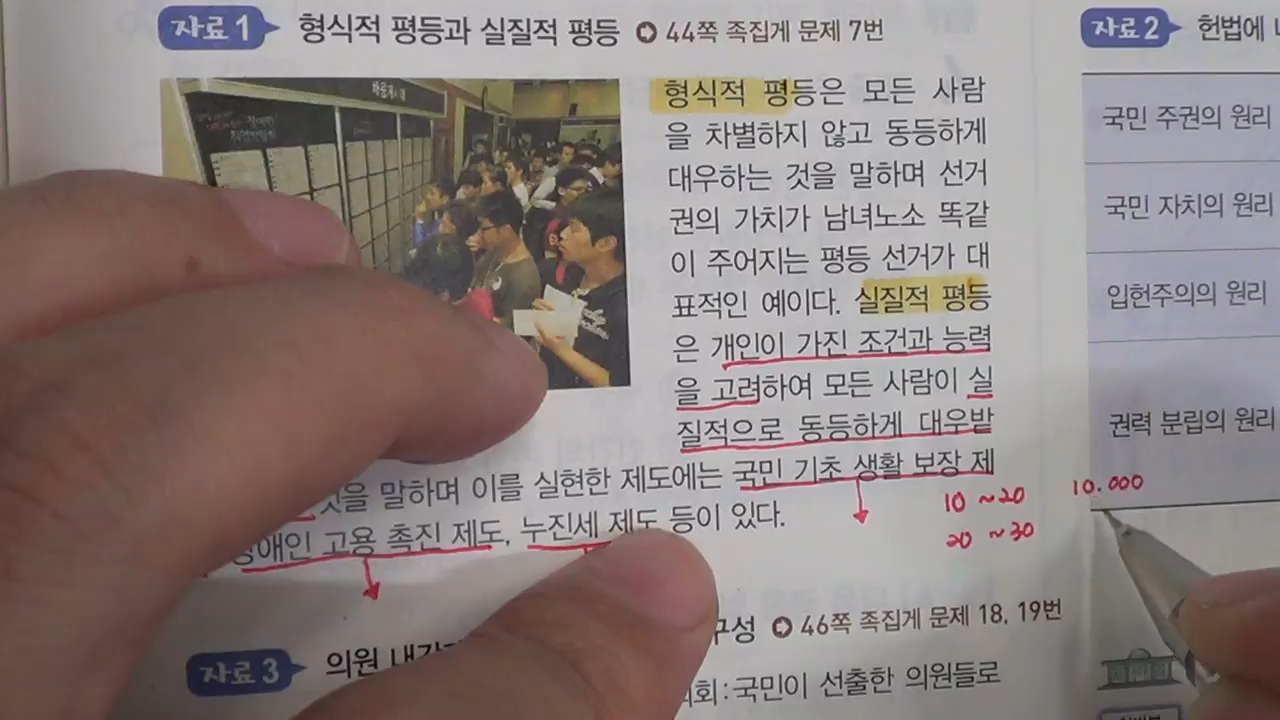 자료1 형식적 평등과 실질적 평등 44쪽 족집게 문제 7번
형식적 평등은 모든 사람
을 차별하지 않고 동등하게
대우하는 것을 말하며 선거
권의 가치가 남녀노소 똑같
이 주어지는 평등 선거가 대
표적인 예이다. 실질적 평등
은 개인이 가진 조건과 능력
을 고려하여 모든 사람이 실
질적으로 동등하게 대우받
것을 말하며 이를 실현한 제도에는 국민 기초 생활 보장 제
장애인 고용 촉진 제도, 누진세 제도 등이 있다.
10 ~20
20 ~30
10.000
자료3 의원 내각 구성 46쪽 족집게 문제 18, 19번
의회: 국민이 선출한 의원들로
자료2 헌법에
국민 주권의 원리
국민 자치의 원리
입헌주의의 원리
권력 분립의 원리